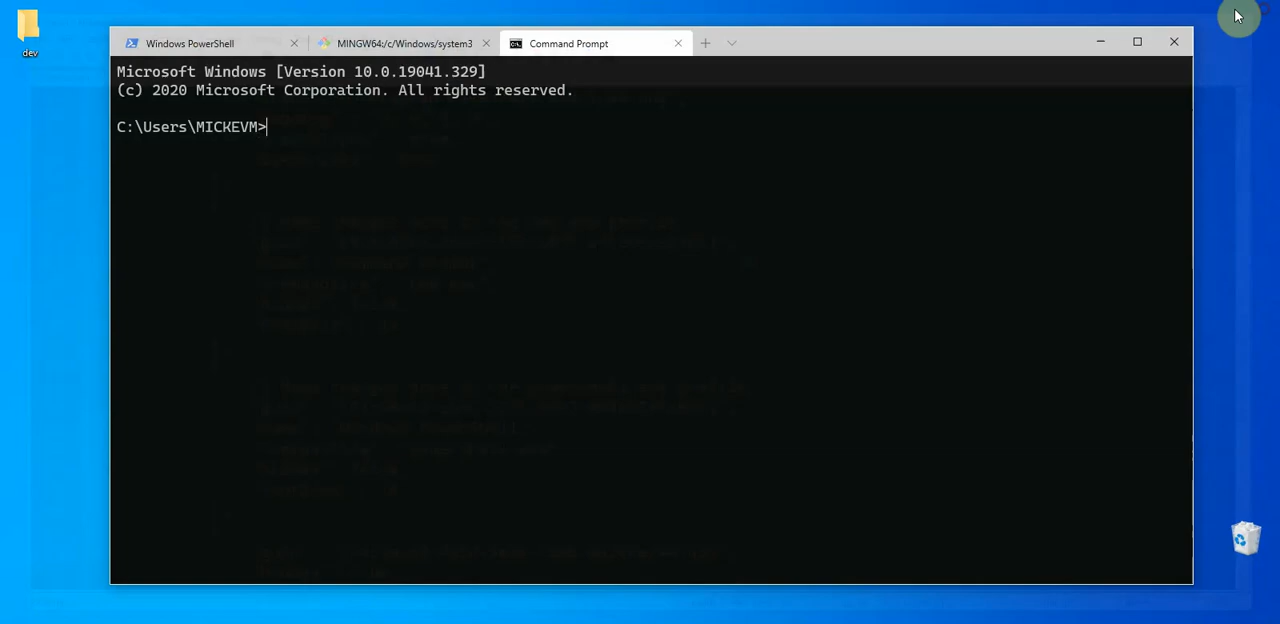 dev
Windows PowerShell
MINGW64:/c/Windows/system3
Command Prompt
Microsoft Windows [Version 10.0.19041.329]
(c) 2020 Microsoft Corporation. All rights reserved.
C:\Users\MICKEVM>